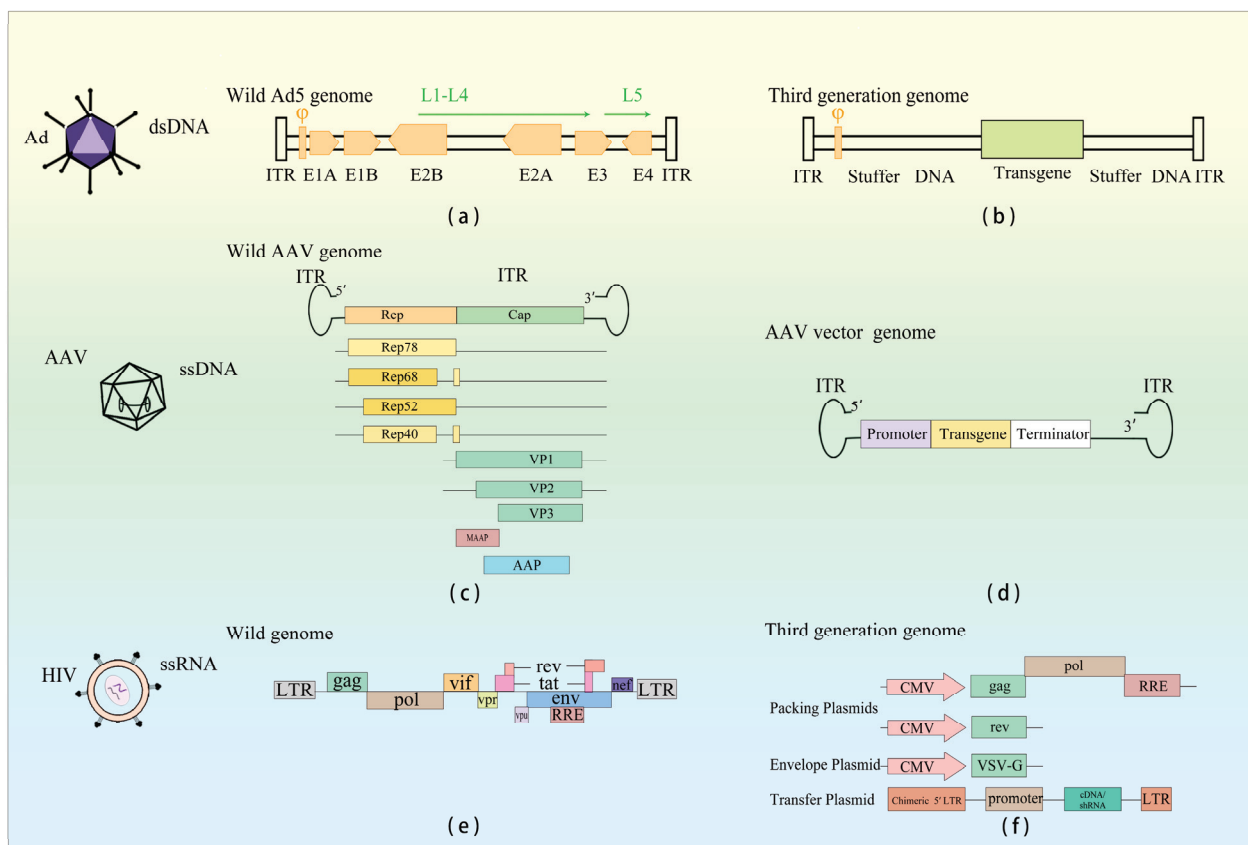 Wild Ad5 genome
L1-L4
L5
Third generation genome
φ
φ
Ad
dsDNA
ITR E1A E1B E2B E2A E3 E4 ITR
ITR Stuffer DNA Transgene Stuffer DNA ITR
(a)
(b)
Wild AAV genome
ITR
ITR
5′
3′
Rep
Cap
AAV vector genome
Rep78
AAV
ssDNA
Rep68
Rep52
Rep40
ITR
ITR
5′
3′
Promoter Transgene Terminator
VP1
VP2
VP3
MAAP
AAP
(c)
(d)
Wild genome
Third generation genome
HIV
ssRNA
LTR gag pol vif vpr rev tat vpu env RRE nef LTR
CMV gag pol RRE
Packing Plasmids
CMV rev
Envelope Plasmid CMV VSV-G
Transfer Plasmid Chimeric 5′ LTR promoter cDNA/ shRNA LTR
(e)
(f)